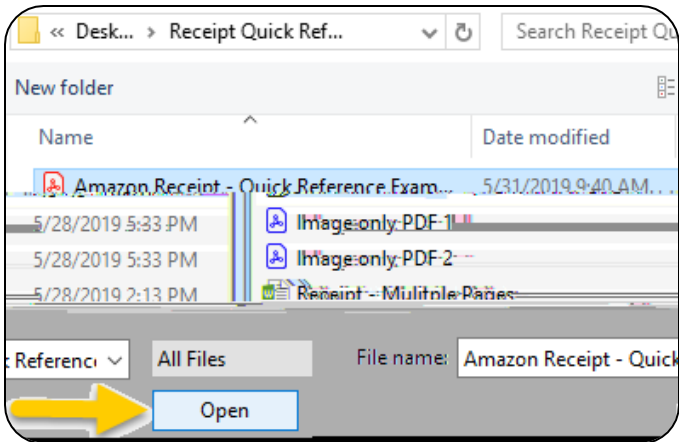 « Desk... > Receipt Quick Ref...
Search Receipt Qu
New folder
Name Date modified
Amazon Receipt - Quick Reference Exam... 5/31/2019 9:40 AM
5/28/2019 5:33 PM Image only PDF 1
5/28/2019 5:33 PM Image only PDF 2
5/28/2019 2:13 PM Receipt - Mulitple Pages
k Reference All Files File name: Amazon Receipt - Quick
Open